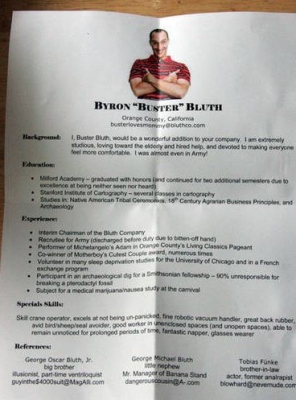 BYRON "BUSTER" BLUTH
Orange County, California
busterlovesmommy@bluthco.com
Background: I, Buster Bluth, would be a wonderful addition to your company. I am extremely
studious, loving toward the elderly and hired help, and devoted to making everyone
feel more comfortable. I was almost even in Army!
Education:
Milford Academy – graduated with honors (and continued for two additional semesters due to
excellence at being neither seen nor heard)
Stanford Institute of Cartography – several classes in cartography
Studies in: Native American Tribal Ceremonies, 18th Century Agrarian Business Principles, and
Archaeology
Experience:
Interim Chairman of the Bluth Company
Recruitee for Army (discharged before duty due to bitten-off hand)
Performer of Michelangelo's Adam in Orange County's Living Classics Pageant
Co-winner of Motherboy's Cutest Couple award, numerous times
Volunteer in many sleep deprivation studies for the University of Chicago and in a French
exchange program
Participant in an archaeological dig for a Smithsonian fellowship – 90% unresponsible for
breaking a pterodactyl fossil
Subject for a medical marijuana/nausea study at the carnival
Specials Skills:
Skill crane operator, excels at not being un-panicked, fine robotic vacuum handler, great back rubber,
avid bird/sheep/seal avoider, good worker in unenclosed spaces (and unopen spaces), able to
remain unnoticed for prolonged periods of time, fantastic napper, glasses wearer
References:
George Oscar Bluth, Jr.
big brother
illusionist, part-time ventriloquist
guyinthe$4000suit@MagAll.com
George Michael Bluth
little nephew
Mr. Manager of Banana Stand
dangerouscousin@A-.com
Tobias Fünke
brother-in-law
actor, former analrapist
blowhard@nevernude.com